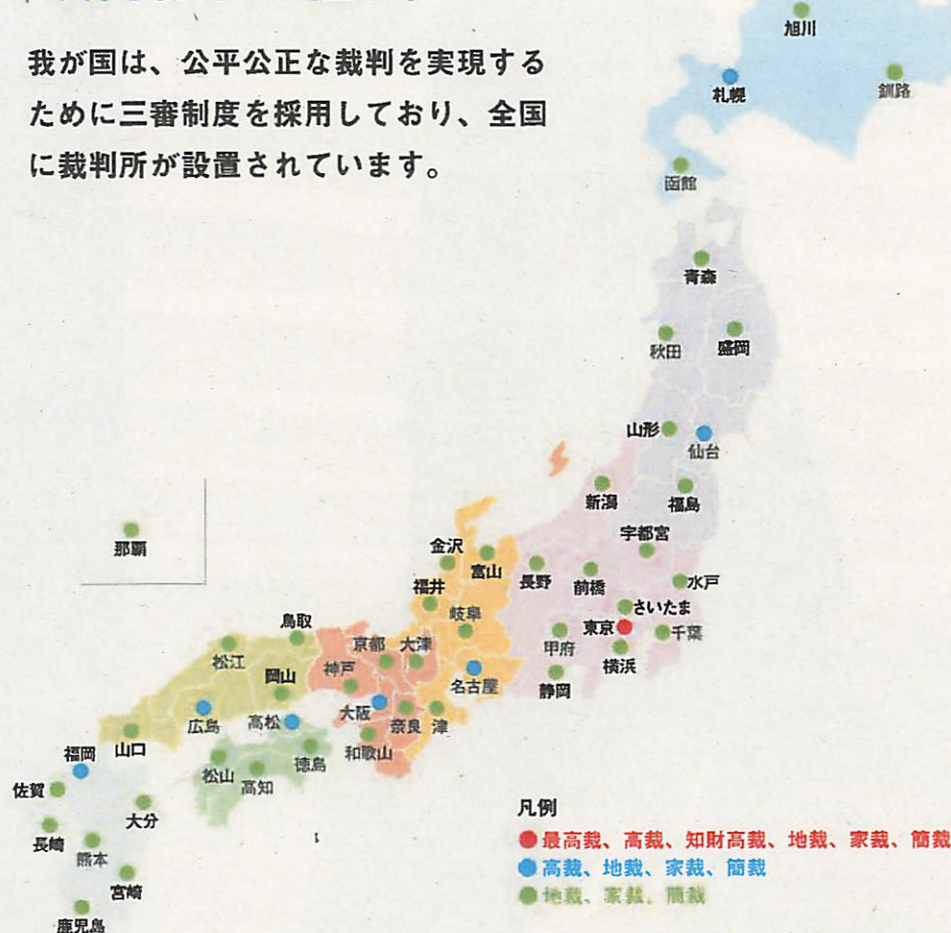 我が国は、公平公正な裁判を実現する
ために三審制度を採用しており、全国
に裁判所が設置されています。
旭川
札幌
釧路
函館
青森
秋田
盛岡
山形
仙台
新潟
福島
宇都宮
那覇
金沢
富山
長野
前橋
水戸
福井
岐阜
さいたま
東京
千葉
鳥取
京都
大津
甲府
横浜
松江
岡山
神戸
名古屋
静岡
広島
高松
大阪
奈良
津
福岡
山口
和歌山
松山
高知
徳島
佐賀
大分
長崎
熊本
宮崎
鹿児島
凡例
最高裁、高裁、知財高裁、地裁、家裁、簡裁
高裁、地裁、家裁、簡裁
地裁、家裁、簡裁